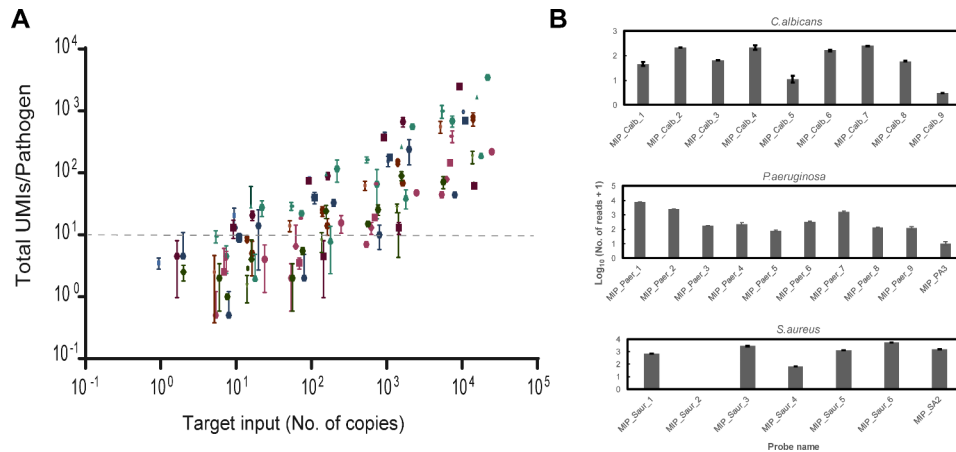 A
Total UMIs/Pathogen
10^4
10^3
10^2
10^1
10^0
10^-1
10^-1 10^0 10^1 10^2 10^3 10^4 10^5
Target input (No. of copies)
B
C.albicans
3
2
1
0
MIP_Calb_1 MIP_Calb_2 MIP_Calb_3 MIP_Calb_4 MIP_Calb_5 MIP_Calb_6 MIP_Calb_7 MIP_Calb_8 MIP_Calb_9
Log10 (No. of reads + 1)
P.aeruginosa
5
4
3
2
1
0
MIP_Paer_1 MIP_Paer_2 MIP_Paer_3 MIP_Paer_4 MIP_Paer_5 MIP_Paer_6 MIP_Paer_7 MIP_Paer_8 MIP_Paer_9 MIP_PA3
S.aureus
4
3
2
1
0
MIP_Saur_1 MIP_Saur_2 MIP_Saur_3 MIP_Saur_4 MIP_Saur_5 MIP_Saur_6 MIP_SA2
Probe name